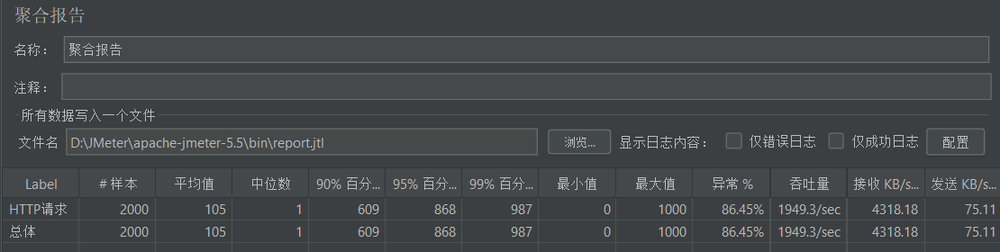 聚合报告
名称： 聚合报告
注释：
所有数据写入一个文件
文件名 D:\JMeter\apache-jmeter-5.5\bin\report.jtl 浏览... 显示日志内容： 仅错误日志 仅成功日志 配置
Label # 样本 平均值 中位数 90% 百分... 95% 百分... 99% 百分... 最小值 最大值 异常 % 吞吐量 接收 KB/s... 发送 KB/s...
HTTP请求 2000 105 1 609 868 987 0 1000 86.45% 1949.3/sec 4318.18 75.11
总体 2000 105 1 609 868 987 0 1000 86.45% 1949.3/sec 4318.18 75.11